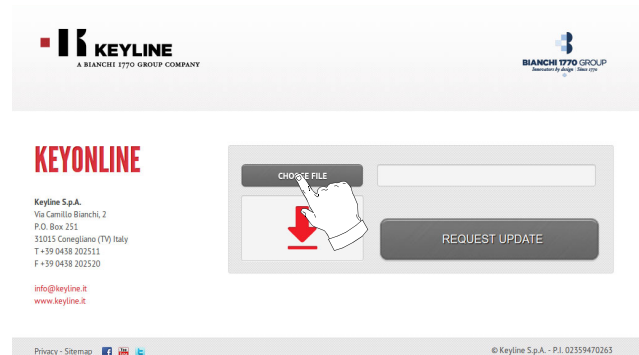 KEYLINE
A BIANCHI 1770 GROUP COMPANY
BIANCHI 1770 GROUP
Innovators by design | Since 1770
KEYONLINE
CHOOSE FILE
Keyline S.p.A.
Via Camillo Bianchi, 2
P.O. Box 251
31015 Conegliano (TV) Italy
T +39 0438 202511
F +39 0438 202520
REQUEST UPDATE
info@keyline.it
www.keyline.it
Privacy - Sitemap
© Keyline S.p.A. - P.I. 02359470263